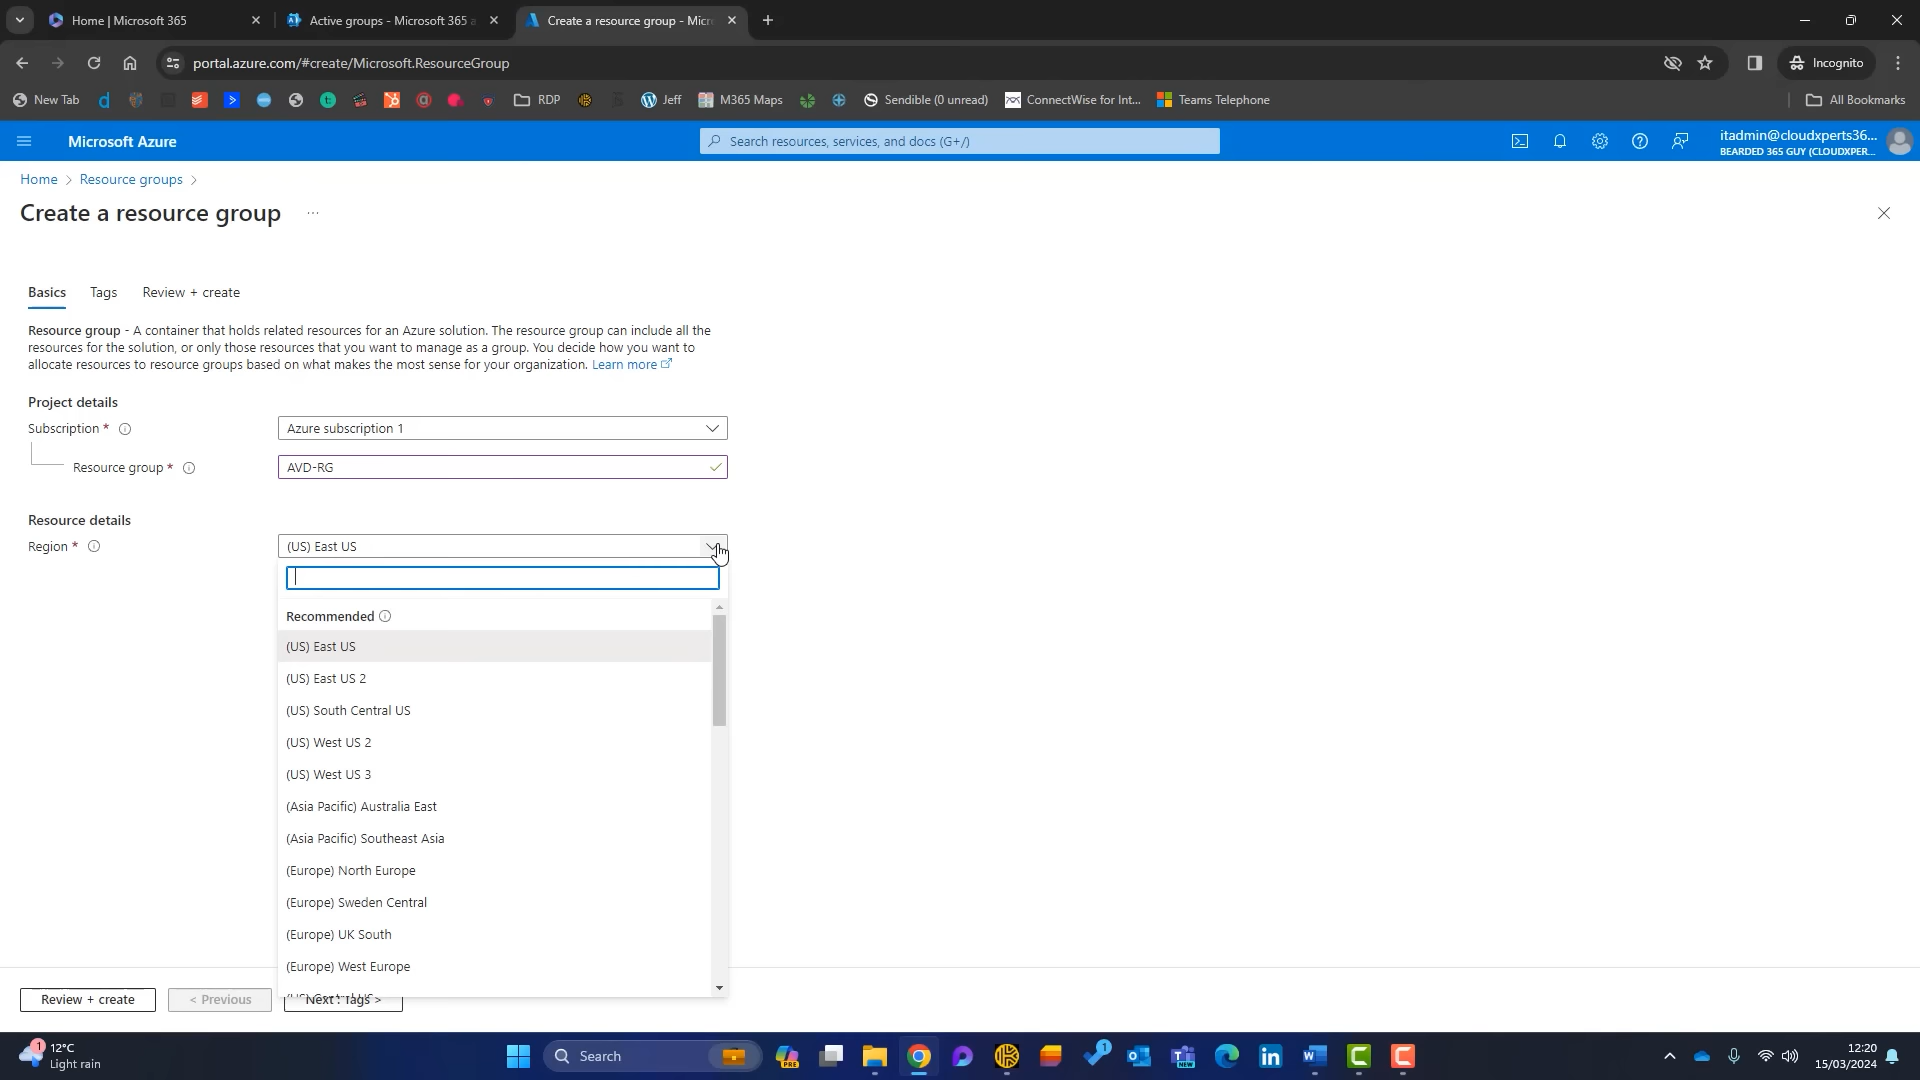 Home | Microsoft 365
Active groups - Microsoft 365 a
Create a resource group - Micro
portal.azure.com/#create/Microsoft.ResourceGroup
Incognito
New Tab
RDP
Jeff
M365 Maps
Sendible (0 unread)
ConnectWise for Int...
Teams Telephone
All Bookmarks
Microsoft Azure
Search resources, services, and docs (G+/)
itadmin@cloudxperts36...
BEARDED 365 GUY (CLOUDXPER...
Home > Resource groups >
Create a resource group ...
Basics
Tags
Review + create
Resource group - A container that holds related resources for an Azure solution. The resource group can include all the
resources for the solution, or only those resources that you want to manage as a group. You decide how you want to
allocate resources to resource groups based on what makes the most sense for your organization. Learn more
Project details
Subscription *
Azure subscription 1
Resource group *
AVD-RG
Resource details
Region *
(US) East US
Recommended
(US) East US
(US) East US 2
(US) South Central US
(US) West US 2
(US) West US 3
(Asia Pacific) Australia East
(Asia Pacific) Southeast Asia
(Europe) North Europe
(Europe) Sweden Central
(Europe) UK South
(Europe) West Europe
(US) Central US
Review + create
< Previous
Next : Tags >
1
12°C
Light rain
Search
PRE
1
NEW
12:20
15/03/2024